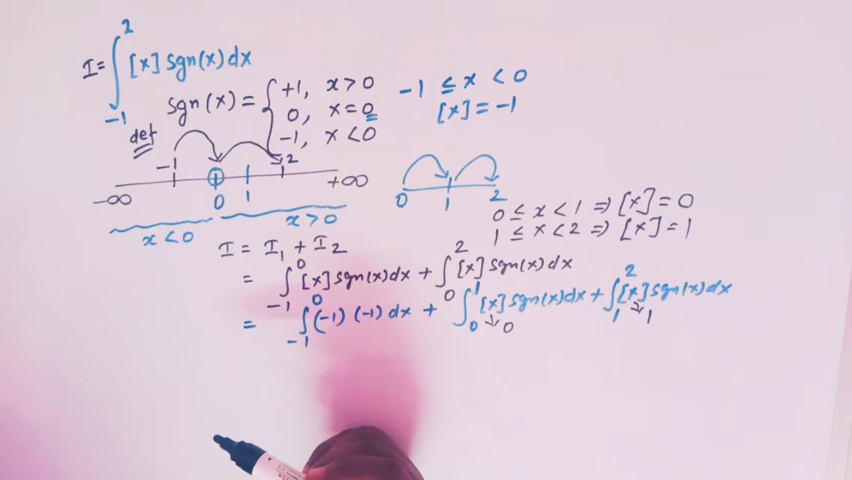 I = ∫_{-1}^{2} [x] sgn(x) dx
sgn(x) = { +1, x > 0
0, x = 0
-1, x < 0
-1 ≤ x < 0
[x] = -1
def
-1 2
-∞ 0 1 +∞
x < 0 x > 0
0 1 2
0 ≤ x < 1 ⇒ [x] = 0
1 ≤ x < 2 ⇒ [x] = 1
I = I₁ + I₂
= ∫_{-1}^{0} [x] sgn(x) dx + ∫_{0}^{2} [x] sgn(x) dx
= ∫_{-1}^{0} (-1) (-1) dx + ∫_{0}^{1} [x] sgn(x) dx + ∫_{1}^{2} [x] sgn(x) dx
↘ 0 ↘ 1